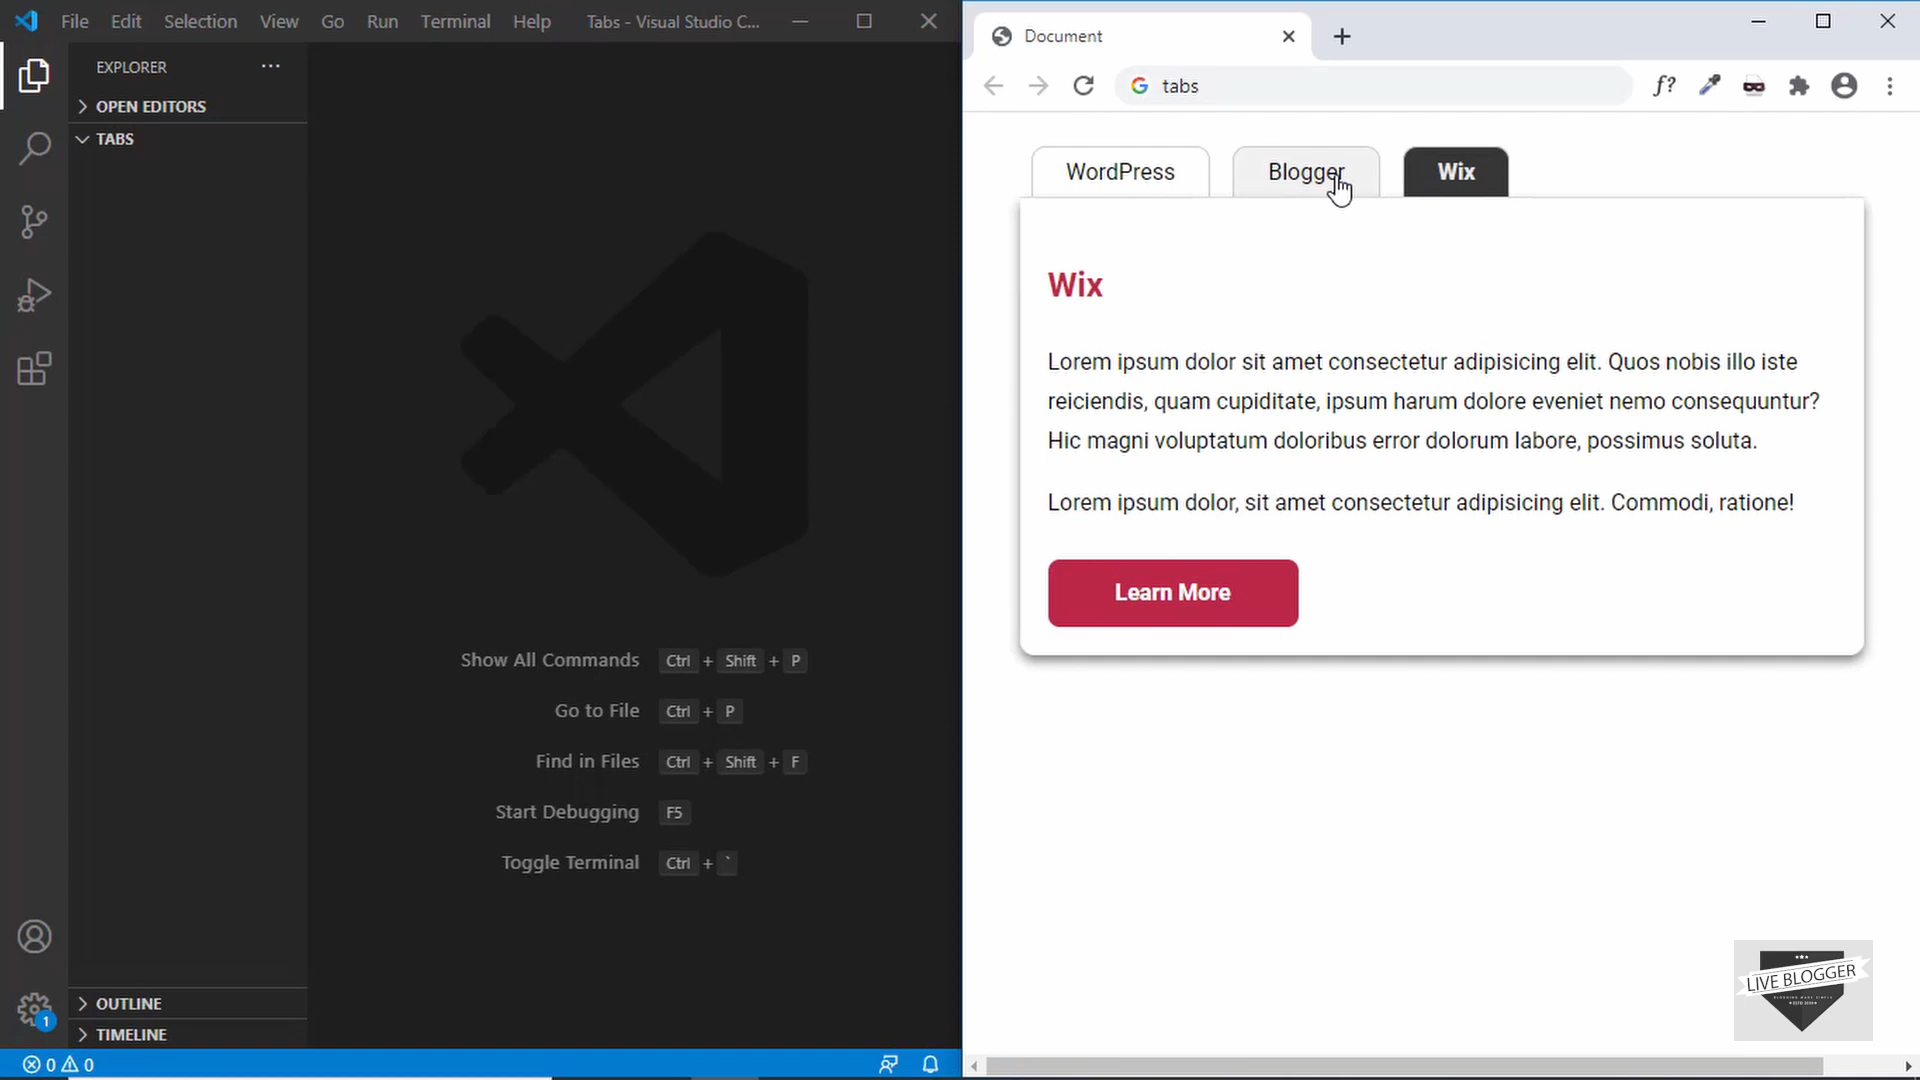 File Edit Selection View Go Run Terminal Help Tabs - Visual Studio C...
EXPLORER
OPEN EDITORS
TABS
Show All Commands Ctrl + Shift + P
Go to File Ctrl + P
Find in Files Ctrl + Shift + F
Start Debugging F5
Toggle Terminal Ctrl + `
OUTLINE
TIMELINE
1
0 0
Document
tabs
f?
WordPress Blogger Wix
Wix
Lorem ipsum dolor sit amet consectetur adipisicing elit. Quos nobis illo iste
reiciendis, quam cupiditate, ipsum harum dolore eveniet nemo consequuntur?
Hic magni voluptatum doloribus error dolorum labore, possimus soluta.
Lorem ipsum dolor, sit amet consectetur adipisicing elit. Commodi, ratione!
Learn More
LIVE BLOGGER